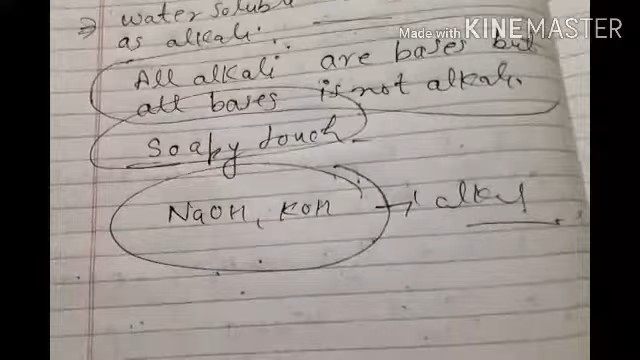 ⇒ water solub
as alkali.
Made with KINEMASTER
All alkali are bases but
all bases is not alkali.
Soapy touch.
NaOH, KOH →